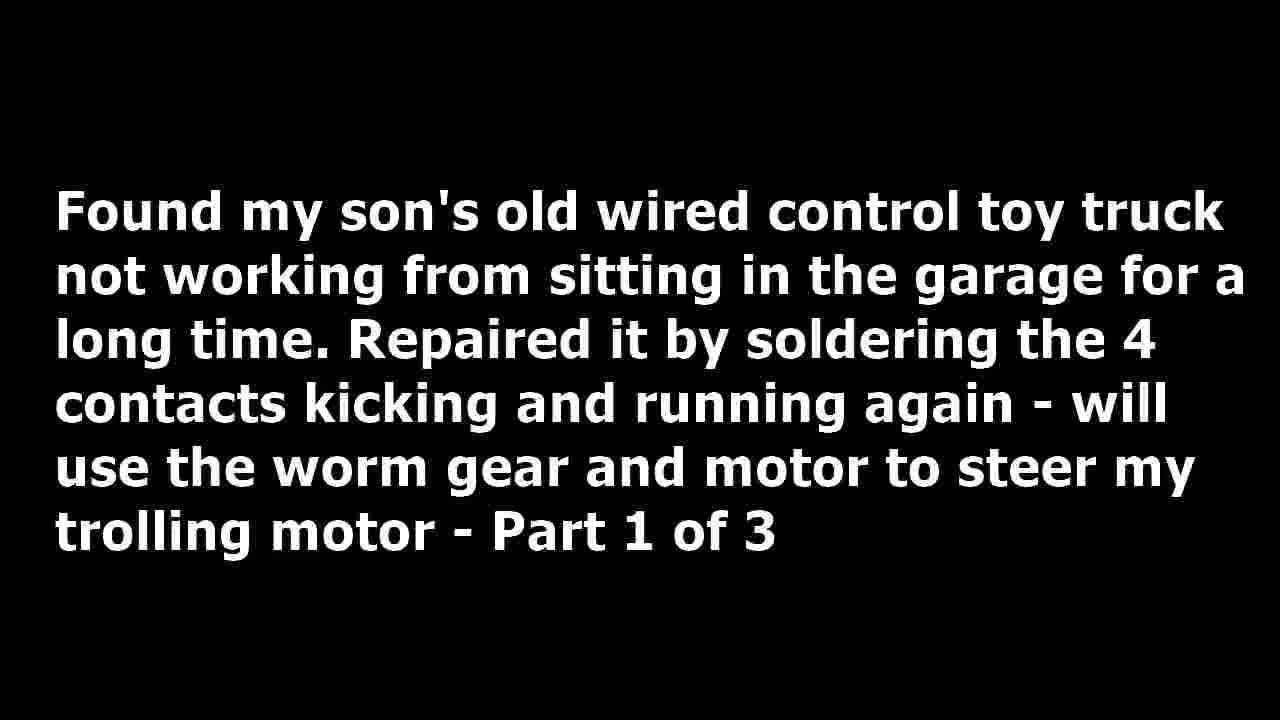 Found my son's old wired control toy truck
not working from sitting in the garage for a
long time. Repaired it by soldering the 4
contacts kicking and running again - will
use the worm gear and motor to steer my
trolling motor - Part 1 of 3